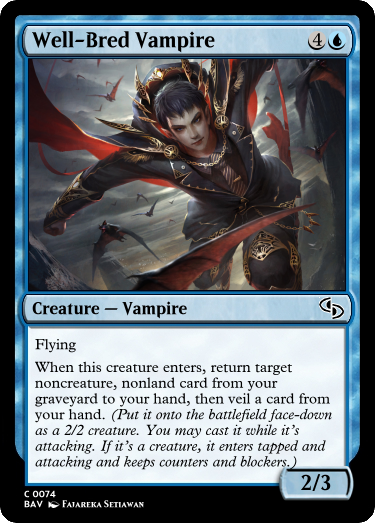 Well-Bred Vampire 4
Creature — Vampire
Flying
When this creature enters, return target
noncreature, nonland card from your
graveyard to your hand, then veil a card from
your hand. (Put it onto the battlefield face-down
as a 2/2 creature. You may cast it while it's
attacking. If it's a creature, it enters tapped and
attacking and keeps counters and blockers.)
2/3
C 0074
BAV Fajareka Setiawan